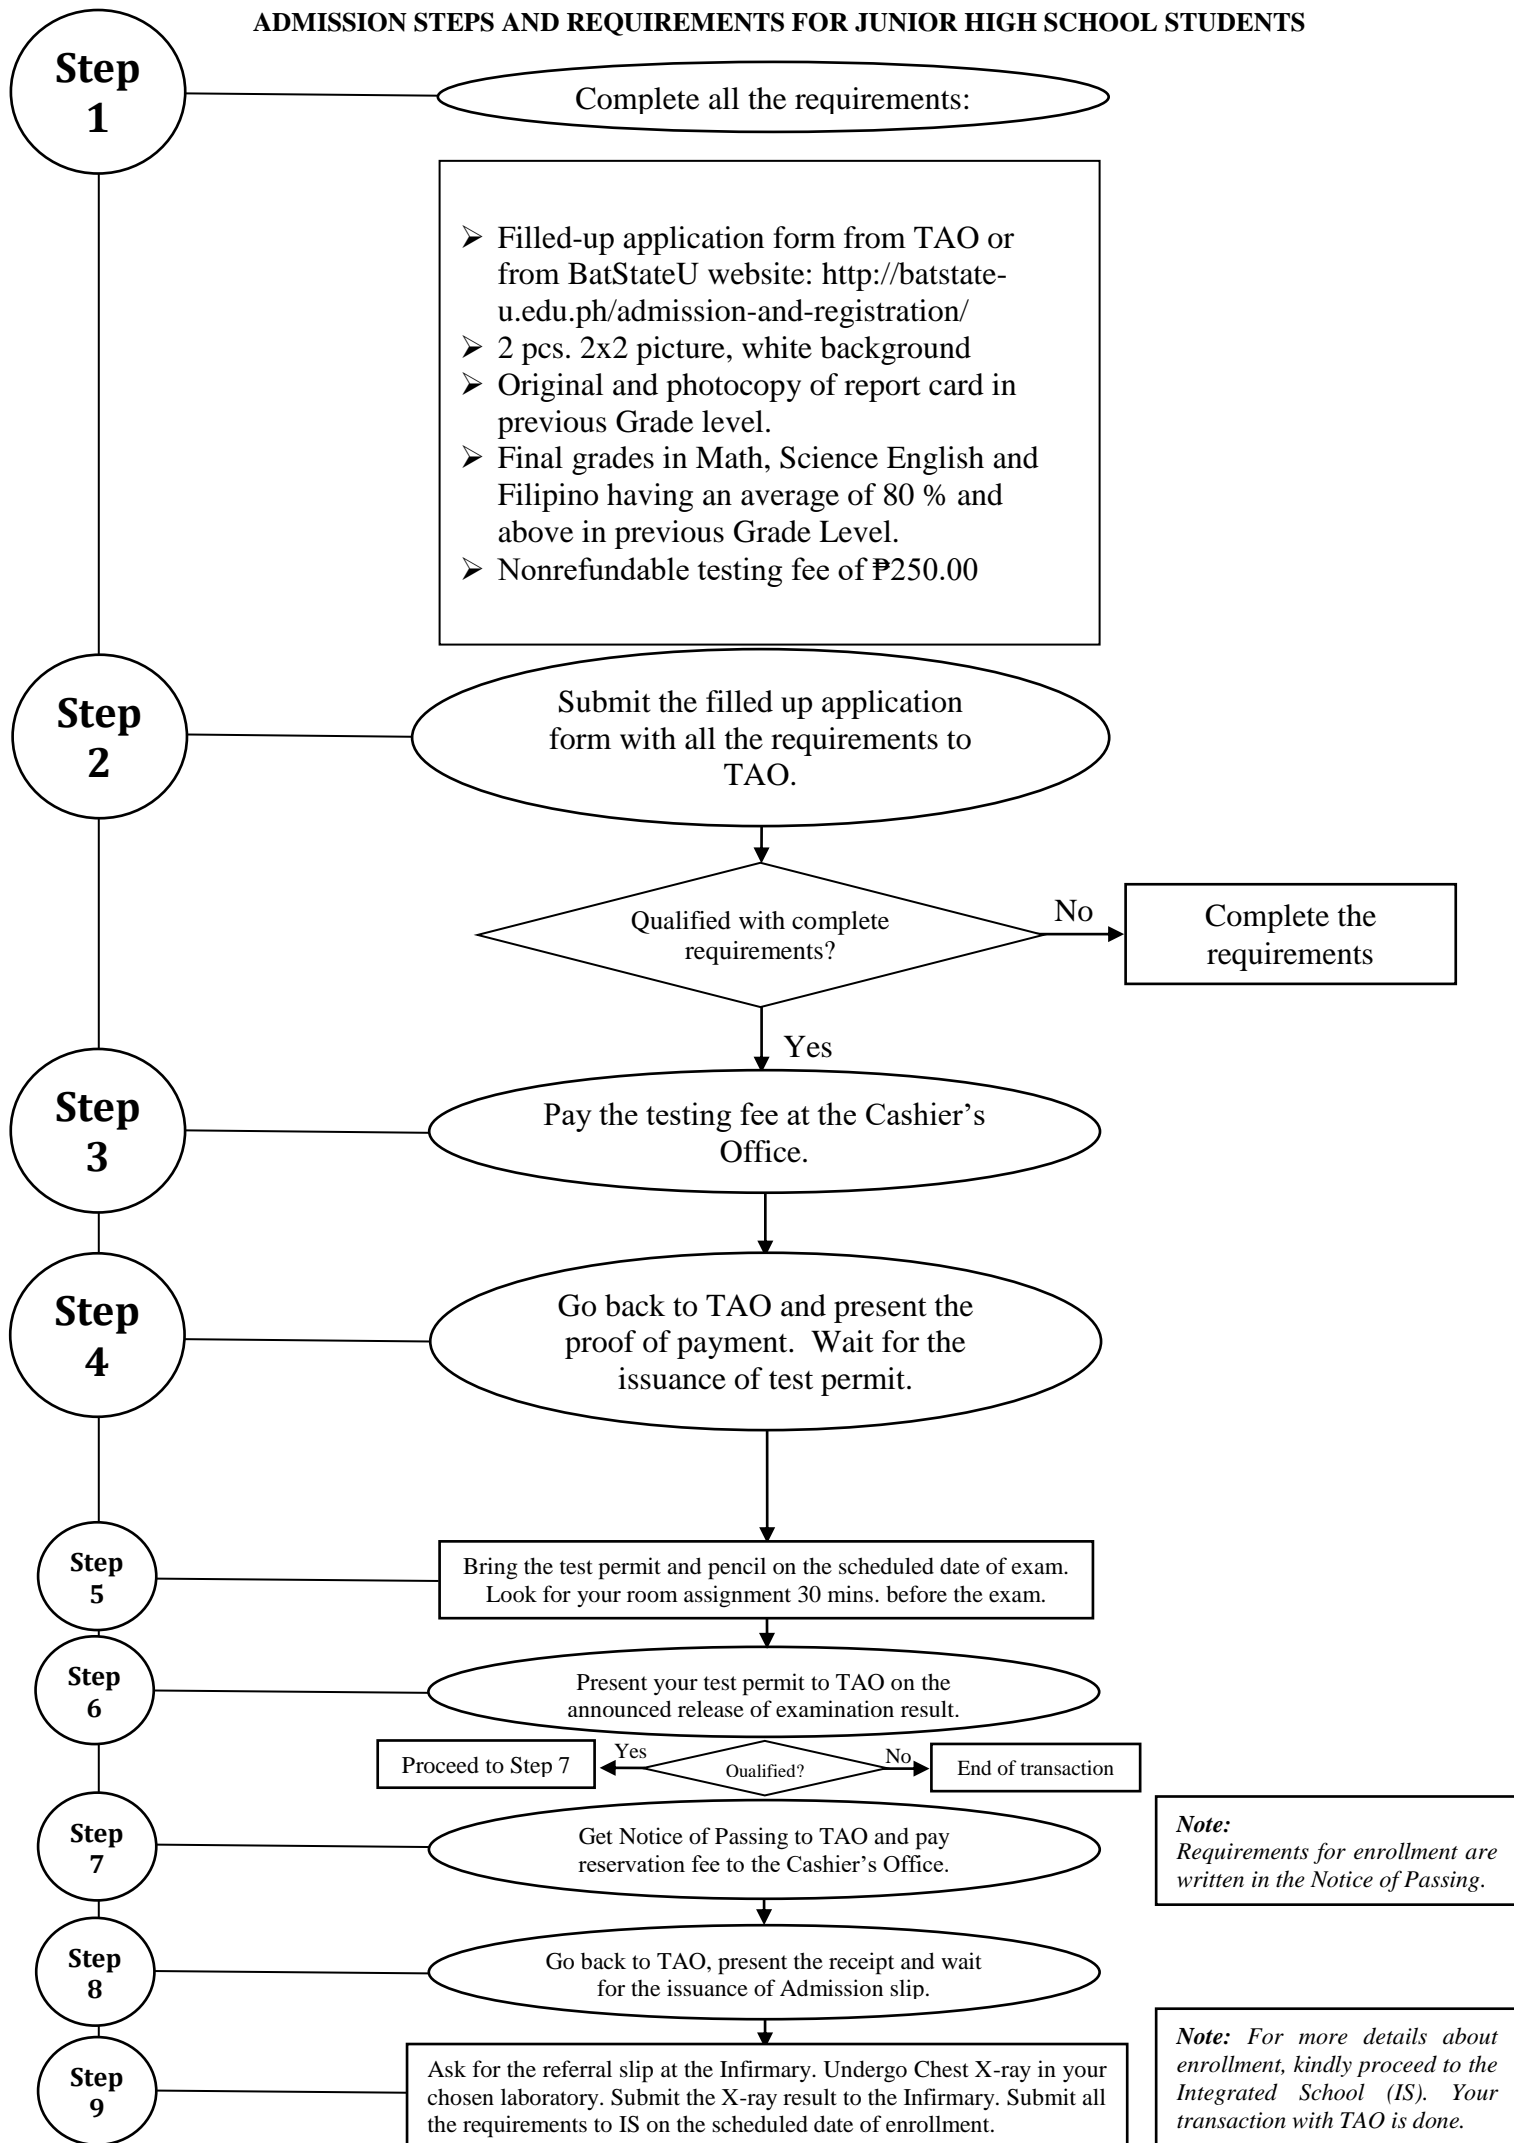 ADMISSION STEPS AND REQUIREMENTS FOR JUNIOR HIGH SCHOOL STUDENTS
Step
1
Complete all the requirements:
➢ Filled-up application form from TAO or
from BatStateU website: http://batstate-
u.edu.ph/admission-and-registration/
➢ 2 pcs. 2x2 picture, white background
➢ Original and photocopy of report card in
previous Grade level.
➢ Final grades in Math, Science English and
Filipino having an average of 80 % and
above in previous Grade Level.
➢ Nonrefundable testing fee of ₱250.00
Step
2
Submit the filled up application
form with all the requirements to
TAO.
Qualified with complete
requirements?
No
Complete the
requirements
Yes
Step
3
Pay the testing fee at the Cashier’s
Office.
Step
4
Go back to TAO and present the
proof of payment.  Wait for the
issuance of test permit.
Step
5
Bring the test permit and pencil on the scheduled date of exam.
Look for your room assignment 30 mins. before the exam.
Step
6
Present your test permit to TAO on the
announced release of examination result.
Proceed to Step 7
Yes
Qualified?
No
End of transaction
Step
7
Get Notice of Passing to TAO and pay
reservation fee to the Cashier’s Office.
Note:
Requirements for enrollment are
written in the Notice of Passing.
Step
8
Go back to TAO, present the receipt and wait
for the issuance of Admission slip.
Step
9
Ask for the referral slip at the Infirmary. Undergo Chest X-ray in your
chosen laboratory. Submit the X-ray result to the Infirmary. Submit all
the requirements to IS on the scheduled date of enrollment.
Note: For more details about
enrollment, kindly proceed to the
Integrated School (IS). Your
transaction with TAO is done.